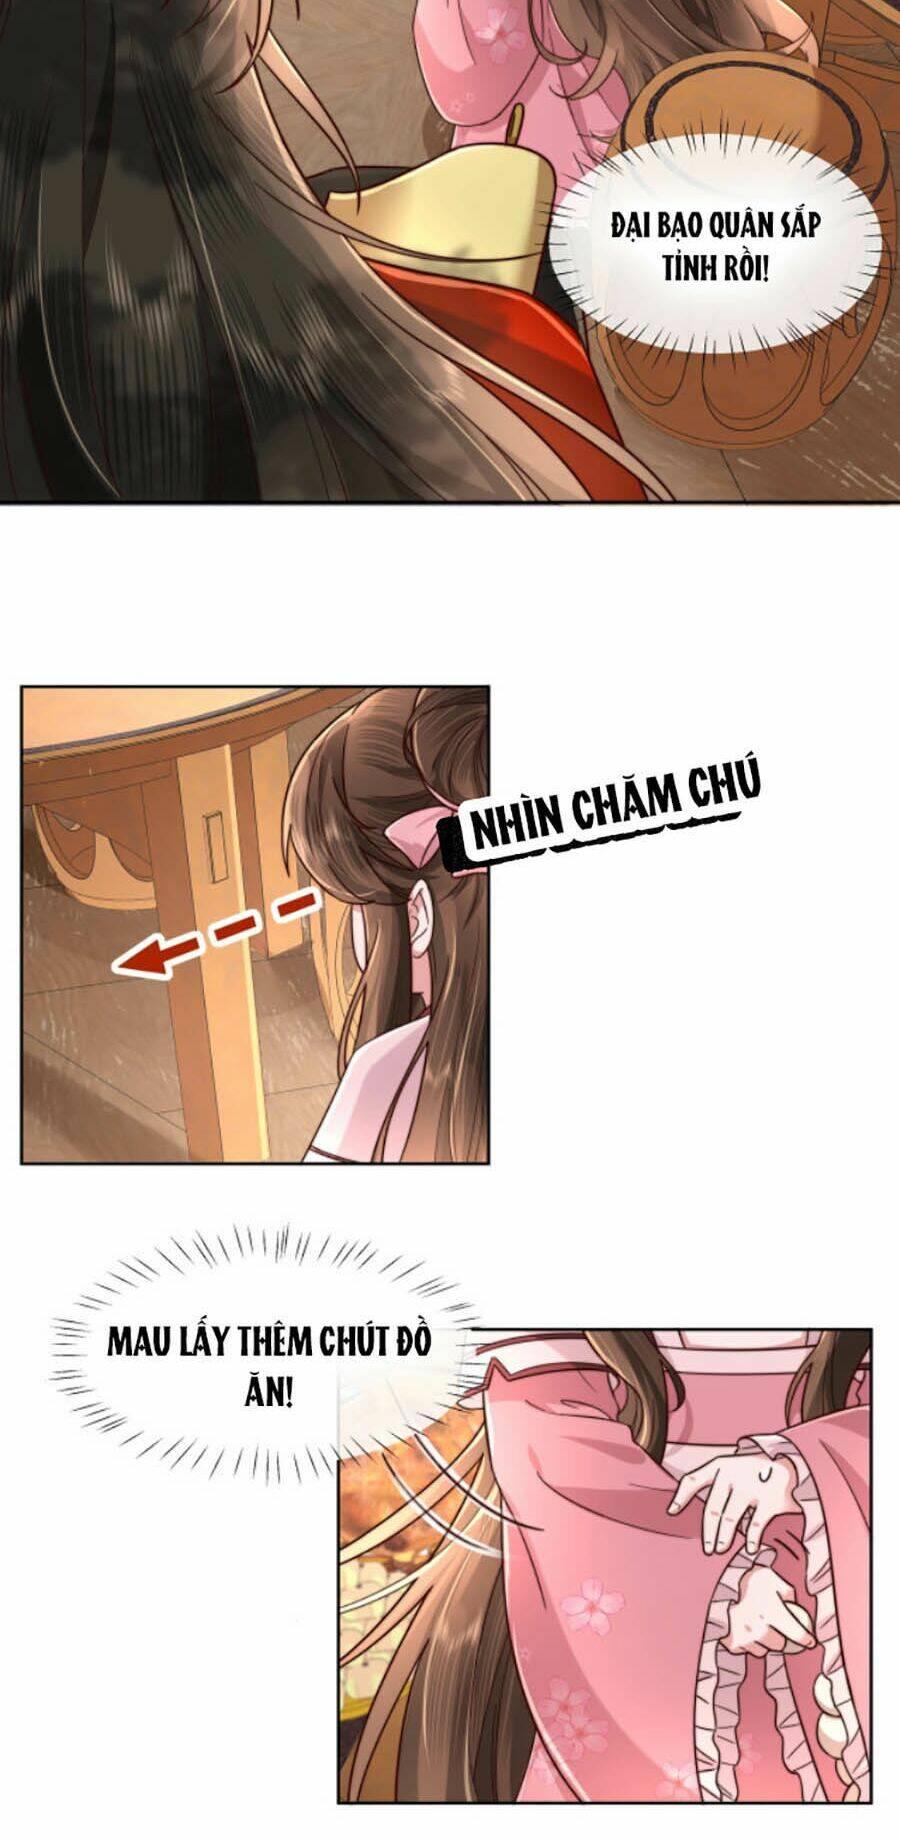 ĐẠI BẠO QUÂN SẮP
TỈNH RỒI!
NHÌN CHĂM CHÚ
MAU LẤY THÊM CHÚT ĐỒ
ĂN!